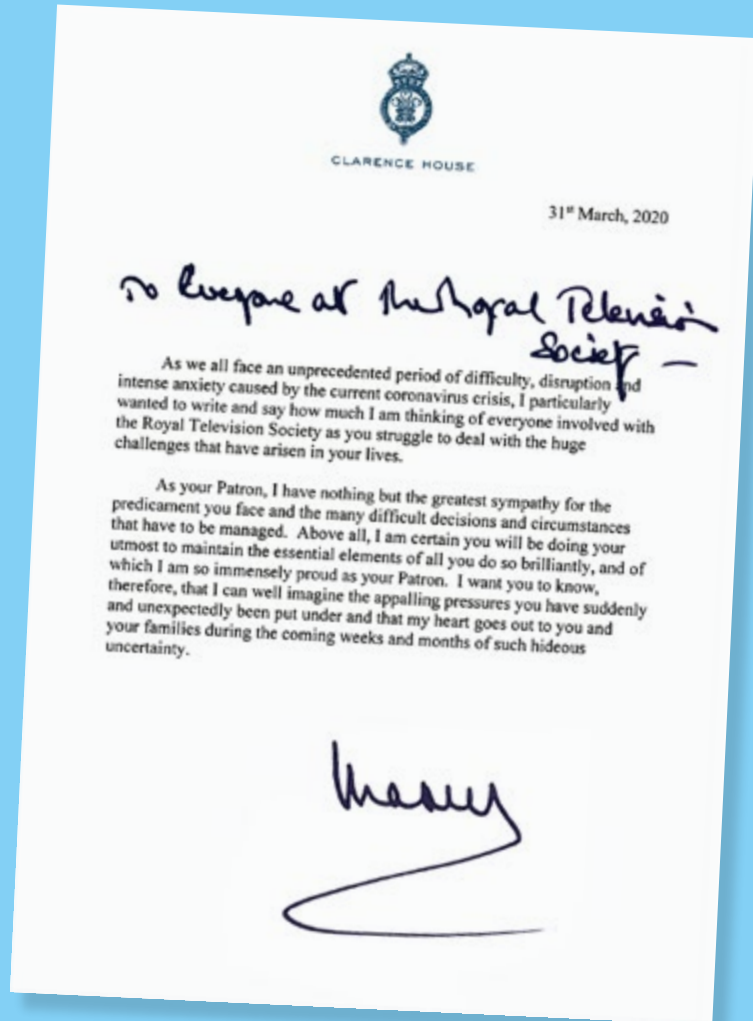 CLARENCE HOUSE
31st March, 2020
To Everyone at the Royal Television
Society —
As we all face an unprecedented period of difficulty, disruption and
intense anxiety caused by the current coronavirus crisis, I particularly
wanted to write and say how much I am thinking of everyone involved with
the Royal Television Society as you struggle to deal with the huge
challenges that have arisen in your lives.
As your Patron, I have nothing but the greatest sympathy for the
predicament you face and the many difficult decisions and circumstances
that have to be managed. Above all, I am certain you will be doing your
utmost to maintain the essential elements of all you do so brilliantly, and of
which I am so immensely proud as your Patron. I want you to know,
therefore, that I can well imagine the appalling pressures you have suddenly
and unexpectedly been put under and that my heart goes out to you and
your families during the coming weeks and months of such hideous
uncertainty.